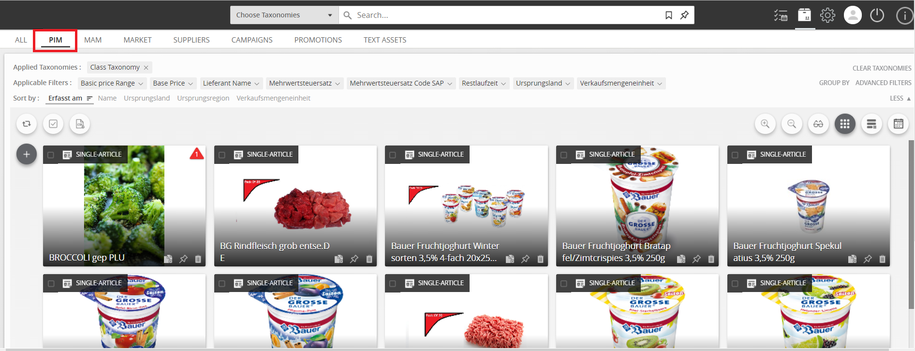 Choose Taxonomies Search...
ALL PIM MAM MARKET SUPPLIERS CAMPAIGNS PROMOTIONS TEXT ASSETS
Applied Taxonomies : Class Taxonomy × CLEAR TAXONOMIES
Applicable Filters : Basic price Range Base Price Lieferant Name Mehrwertsteuersatz Mehrwertsteuersatz Code SAP Restlaufzeit Ursprungsland Verkaufsmengeneinheit GROUP BY ADVANCED FILTERS
Sort by : Erfasst am Name Ursprungsland Ursprungsregion Verkaufsmengeneinheit LESS
SINGLE-ARTICLE SINGLE-ARTICLE SINGLE-ARTICLE SINGLE-ARTICLE SINGLE-ARTICLE
BROCCOLI gep PLU
BG Rindfleisch grob entse.D
E
Bauer Fruchtjoghurt Winter
sorten 3,5% 4-fach 20x25...
Bauer Fruchtjoghurt Bratap
fel/Zimtcrispies 3,5% 250g
Bauer Fruchtjoghurt Spekul
atius 3,5% 250g
SINGLE-ARTICLE SINGLE-ARTICLE SINGLE-ARTICLE SINGLE-ARTICLE SINGLE-ARTICLE
DER GROSSE BAUER Bauer
DER GROSSE BAUER Bauer
DER GROSSE BAUER Bauer
DER GROSSE BAUER Bauer